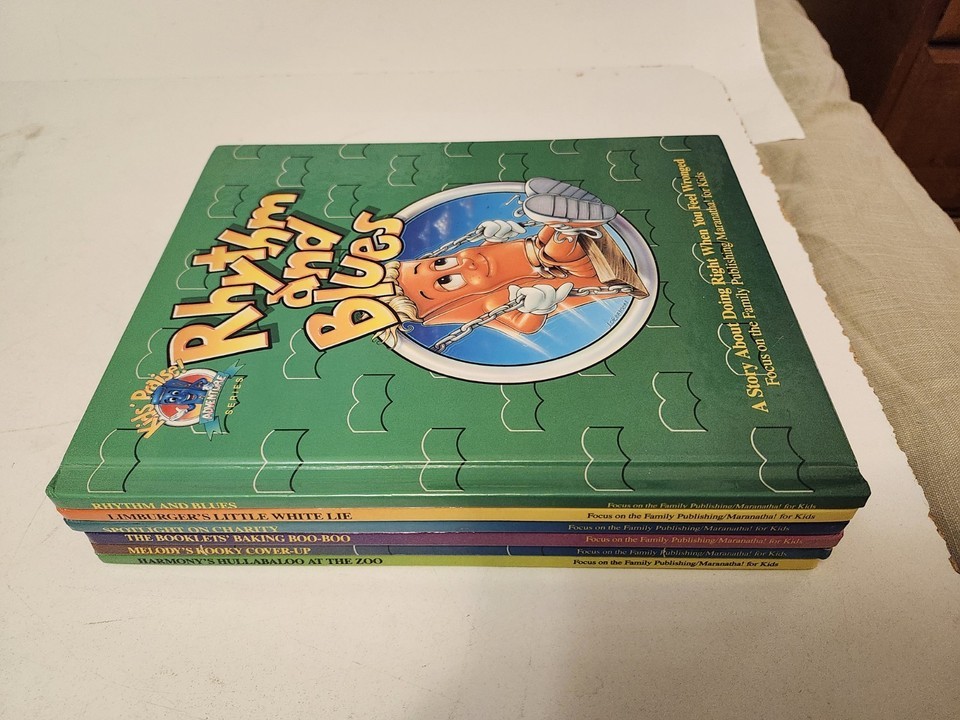 Rhythm
and
Blues
A Story About Doing Right When You Feel Wronged
Focus on the Family Publishing/Maranatha! for Kids
Kids' Praise!
ADVENTURE
SERIES
RHYTHM AND BLUES Focus on the Family Publishing/Maranatha! for Kids
LITTLE WHITE LIE Focus on the Family Publishing/Maranatha! for Kids
SPOTLIGHT ON CHARITY Focus on the Family Publishing/Maranatha! for Kids
THE BOOKLETS' BAKING BOO-BOO Focus on the Family Publishing/Maranatha! for Kids
MELODY'S KOOKY COVER-UP Focus on the Family Publishing/Maranatha! for Kids
HARMONY'S HULLABALOO AT THE ZOO Focus on the Family Publishing/Maranatha! for Kids